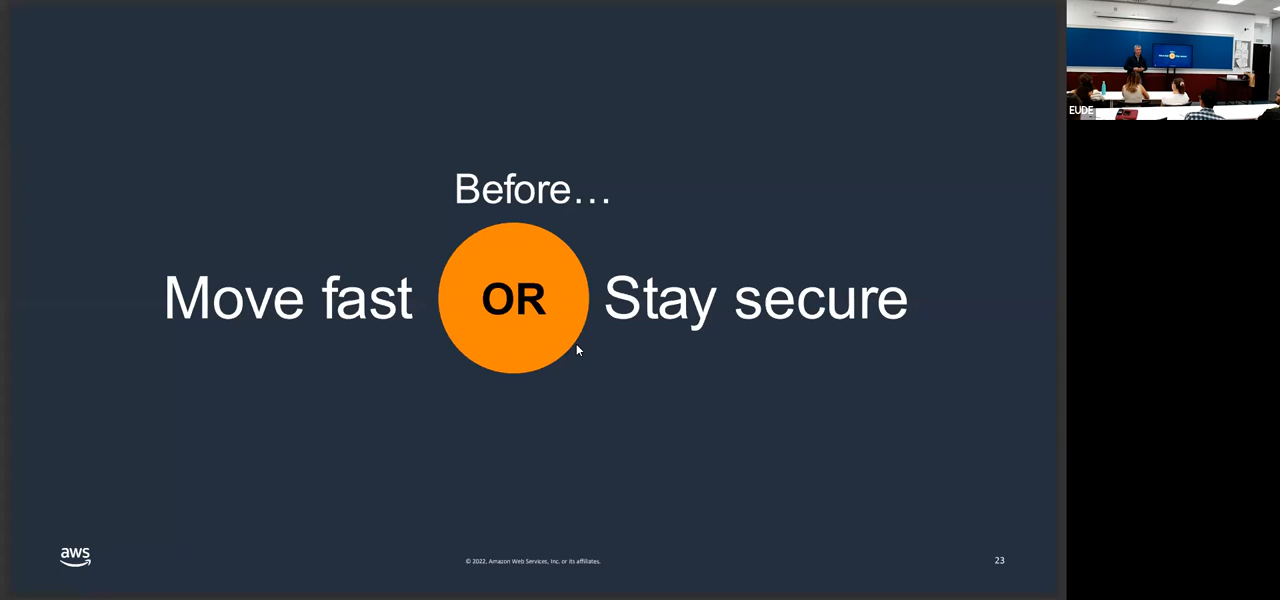 Before…
Move fast OR Stay secure
aws
© 2022, Amazon Web Services, Inc. or its affiliates.
23
EUDE